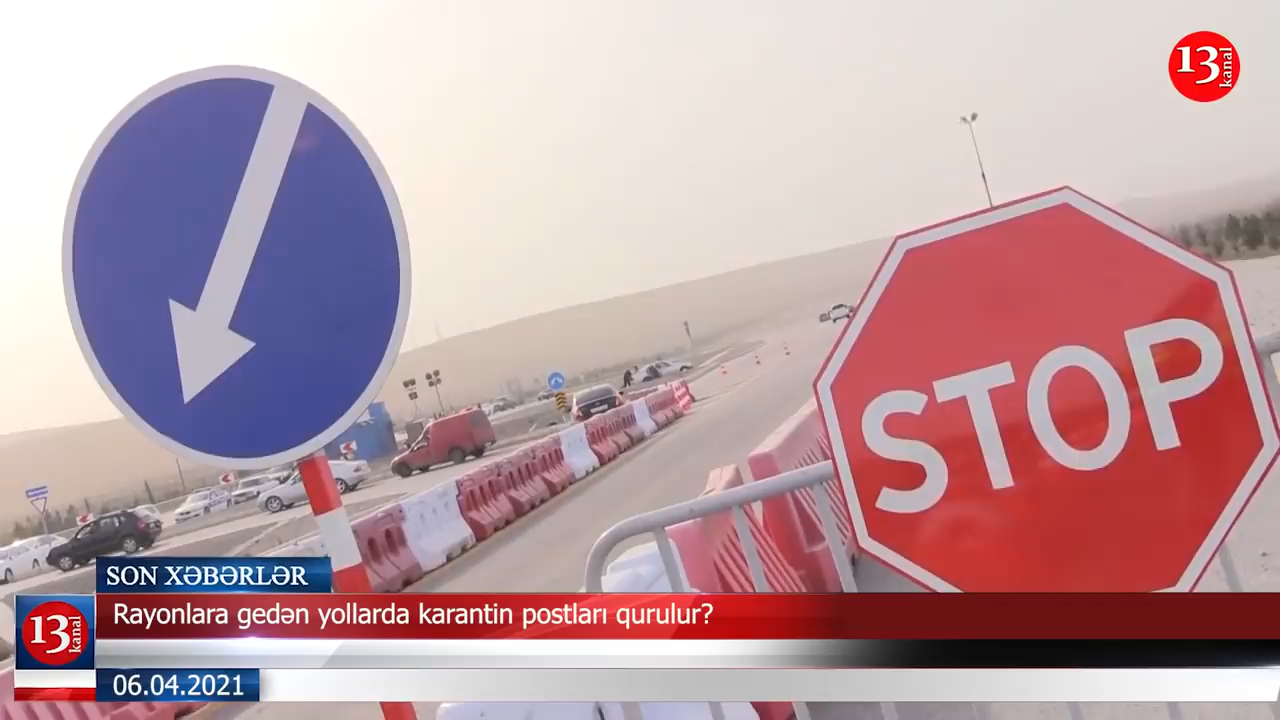 13 kanal
STOP
SON XƏBƏRLƏR
Rayonlara gedən yollarda karantin postları qurulur?
13 kanal
06.04.2021